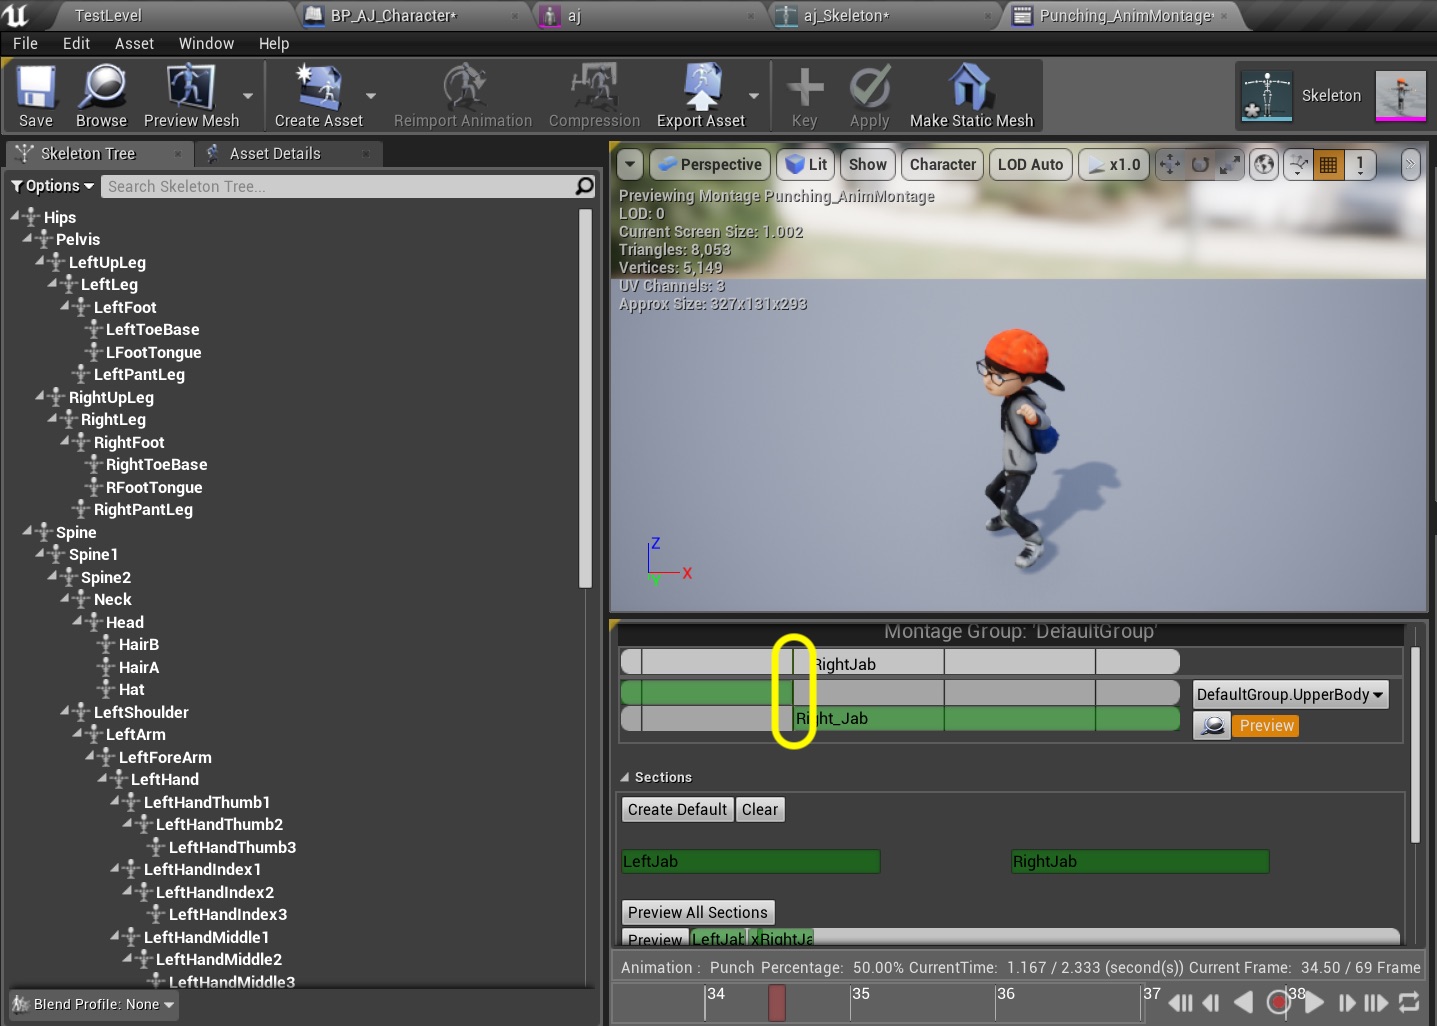 TestLevel
BP_AJ_Character*
aj
aj_Skeleton*
Punching_AnimMontage*
File Edit Asset Window Help
Save
Browse
Preview Mesh
Create Asset
Reimport Animation
Compression
Export Asset
Key
Apply
Make Static Mesh
Skeleton
Skeleton Tree
Asset Details
Options
Search Skeleton Tree...
Hips
Pelvis
LeftUpLeg
LeftLeg
LeftFoot
LeftToeBase
LFootTongue
LeftPantLeg
RightUpLeg
RightLeg
RightFoot
RightToeBase
RFootTongue
RightPantLeg
Spine
Spine1
Spine2
Neck
Head
HairB
HairA
Hat
LeftShoulder
LeftArm
LeftForeArm
LeftHand
LeftHandThumb1
LeftHandThumb2
LeftHandThumb3
LeftHandIndex1
LeftHandIndex2
LeftHandIndex3
LeftHandMiddle1
LeftHandMiddle2
LeftHandMiddle3
Blend Profile: None
Perspective Lit Show Character LOD Auto x1.0 1
Previewing Montage Punching_AnimMontage
LOD: 0
Current Screen Size: 1.002
Triangles: 8,053
Vertices: 5,149
UV Channels: 3
Approx Size: 327x131x293
Z
X
Y
Montage Group: 'DefaultGroup'
RightJab
DefaultGroup.UpperBody
Right_Jab
Preview
Sections
Create Default Clear
LeftJab RightJab
Preview All Sections
Preview LeftJab x RightJa
Animation : Punch Percentage: 50.00% CurrentTime: 1.167 / 2.333 (second(s)) Current Frame: 34.50 / 69 Frame
34 35 36 37 38